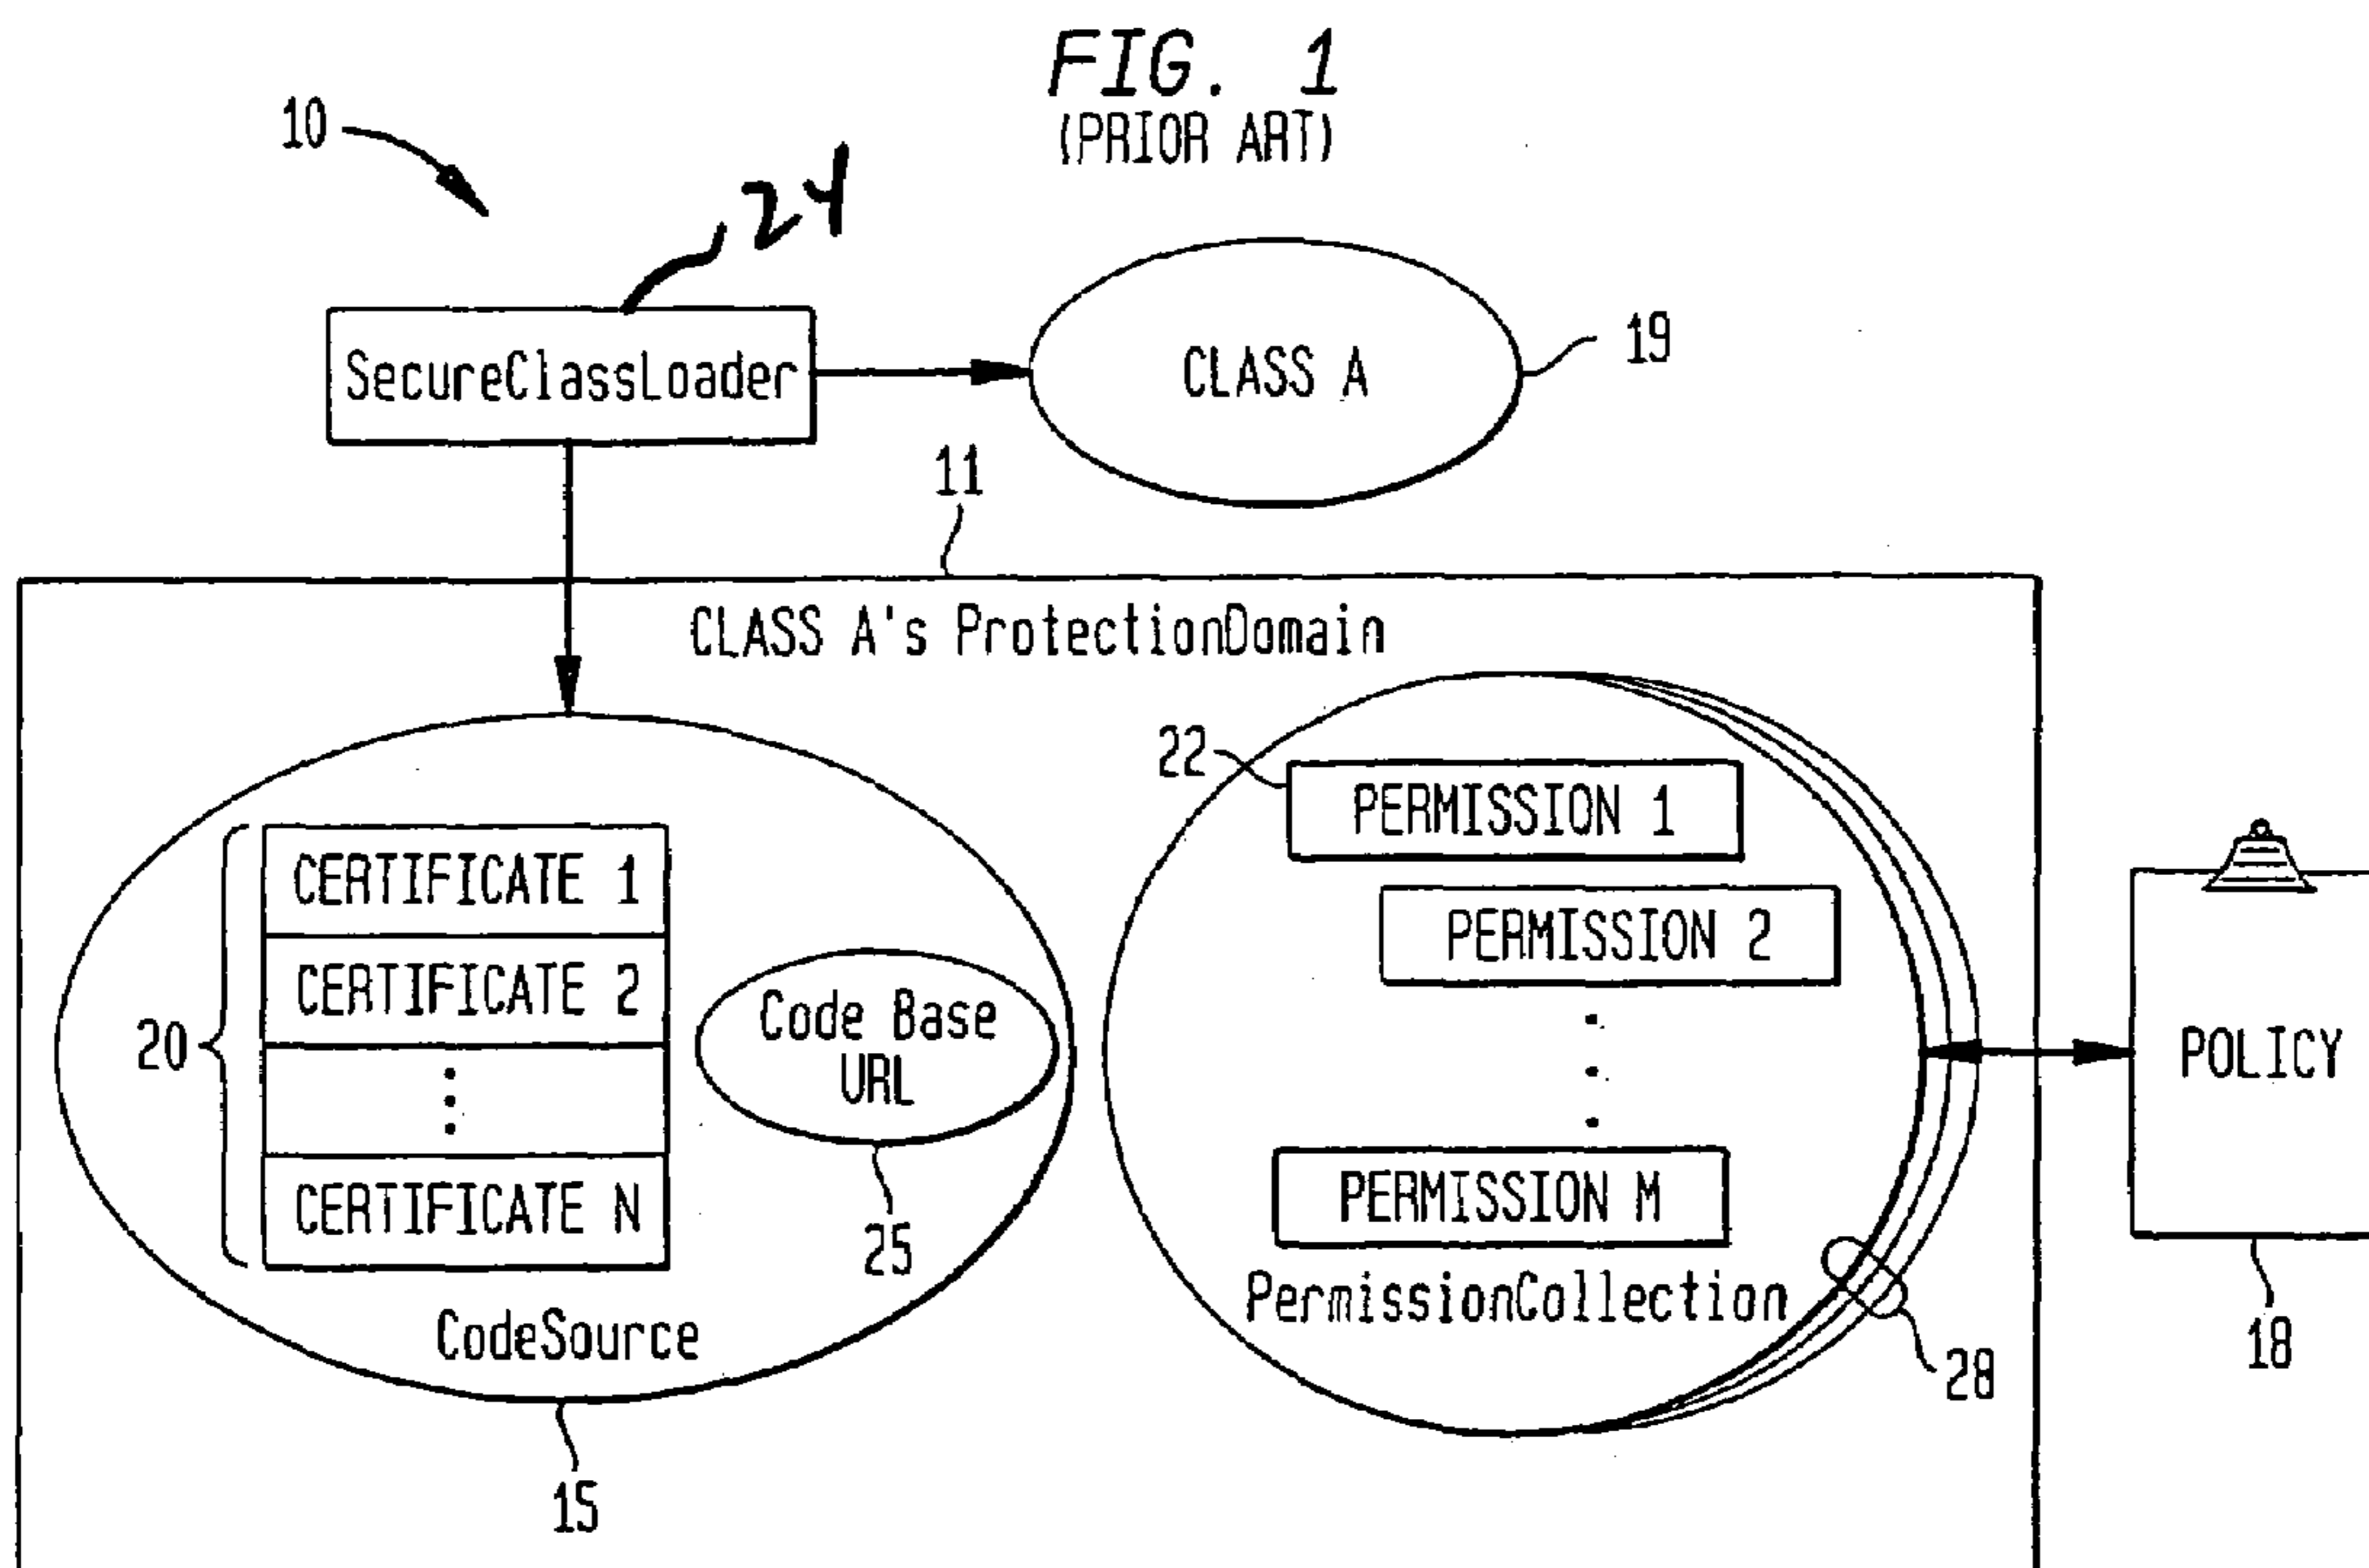 FIG. 1
(PRIOR ART)
10
24
SecureClassLoader
CLASS A
19
11
CLASS A's ProtectionDomain
22
PERMISSION 1
PERMISSION 2
PERMISSION M
PermissionCollection
28
20
CERTIFICATE 1
CERTIFICATE 2
CERTIFICATE N
Code Base
URL
25
CodeSource
15
POLICY
18